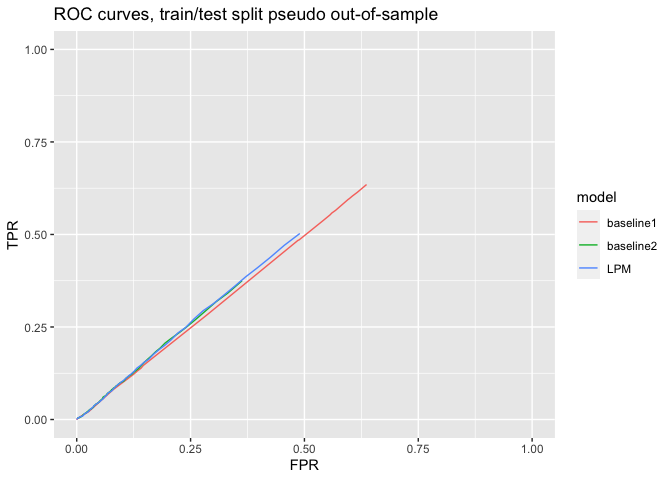 ROC curves, train/test split pseudo out-of-sample
1.00
0.75
0.50
0.25
0.00
TPR
0.00 0.25 0.50 0.75 1.00
FPR
model
baseline1
baseline2
LPM